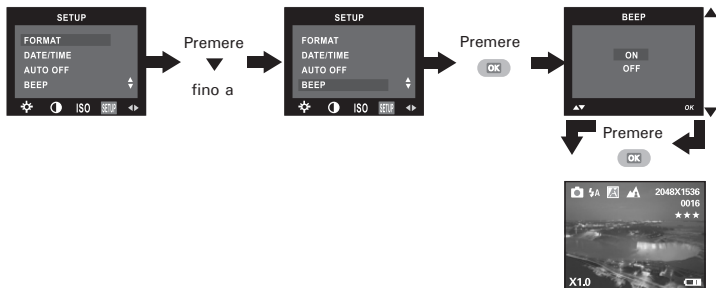 SETUP
FORMAT
DATE/TIME
AUTO OFF
BEEP
ISO SETUP
Premere
fino a
SETUP
FORMAT
DATE/TIME
AUTO OFF
BEEP
ISO SETUP
Premere
OK
BEEP
ON
OFF
OK
Premere
OK
A 2048X1536
0016
X1.0